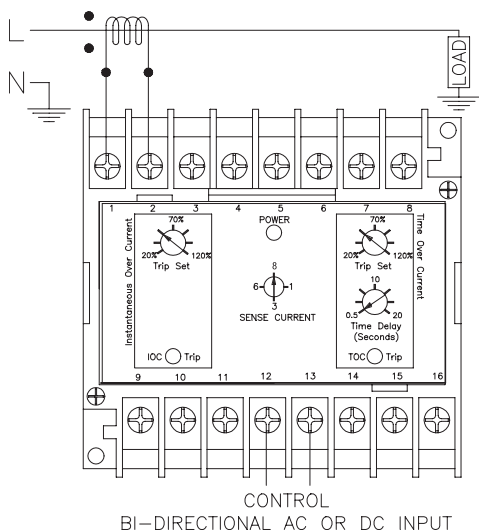 L
N
LOAD
1 2 3 4 5 6 7 8
POWER
Instantaneous Over Current
70%
20% 120%
Trip Set
IOC Trip
8
6 1
3
SENSE CURRENT
Time Over Current
70%
20% 120%
Trip Set
10
0.5 20
Time Delay
(Seconds)
TOC Trip
9 10 11 12 13 14 15 16
CONTROL
BI-DIRECTIONAL AC OR DC INPUT